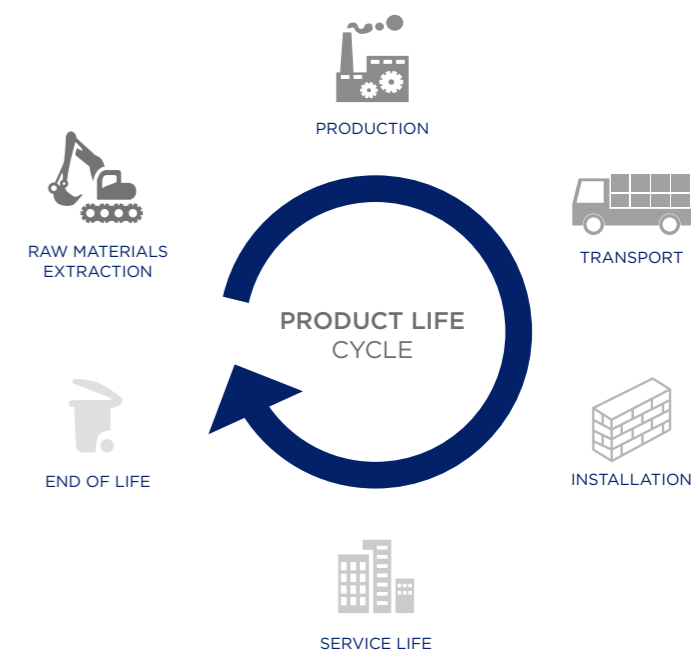 PRODUCTION
RAW MATERIALS
EXTRACTION
TRANSPORT
PRODUCT LIFE
CYCLE
END OF LIFE
INSTALLATION
SERVICE LIFE